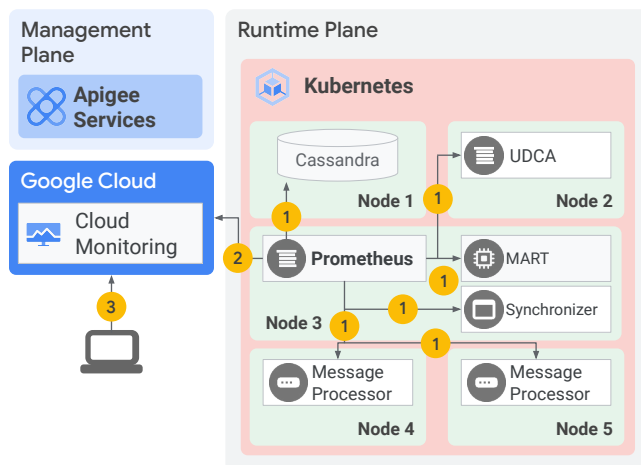 Management
Plane
Apigee
Services
Google Cloud
Cloud
Monitoring
2
3
Runtime Plane
Kubernetes
Cassandra
Node 1
1
UDCA
Node 2
1
Prometheus
MART
1
Synchronizer
1
Node 3
1
1
Message
Processor
Node 4
Message
Processor
Node 5